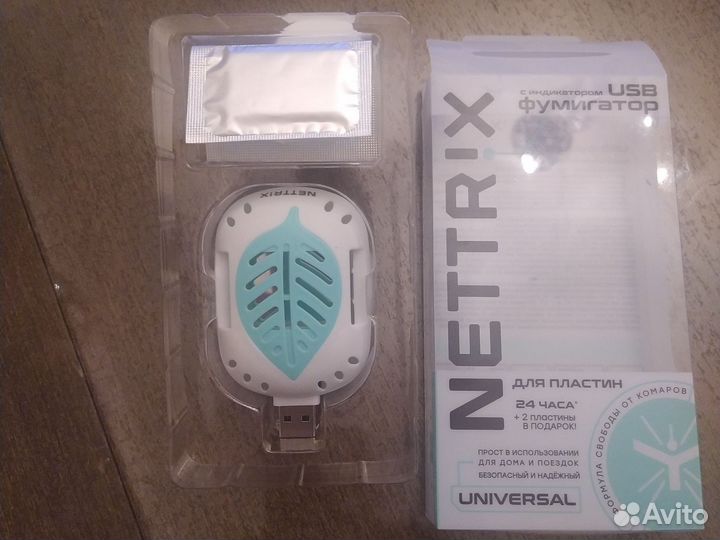 NETTRIX
с индикатором USB
фумигатор
NETTR!X
ДЛЯ ПЛАСТИН
24 ЧАСА*
+ 2 ПЛАСТИНЫ
В ПОДАРОК!
ПРОСТ В ИСПОЛЬЗОВАНИИ
ДЛЯ ДОМА И ПОЕЗДОК
БЕЗОПАСНЫЙ И НАДЁЖНЫЙ
UNIVERSAL
ФОРМУЛА СВОБОДЫ ОТ КОМАРОВ
Avito